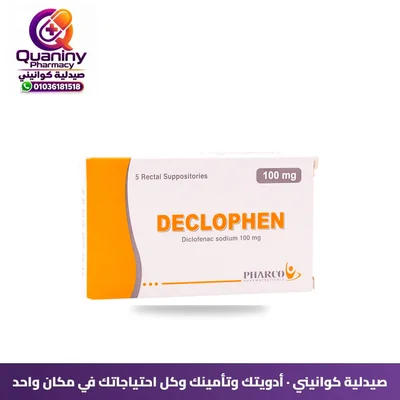 Quaniny
Pharmacy
صيدلية كوانيني
01036181518
5 Rectal Suppositories
100 mg
DECLOPHEN
Diclofenac sodium 100 mg
PHARCO
PHARMACEUTICALS
صيدلية كوانيني - أدويتك وتأمينك وكل احتياجاتك في مكان واحد